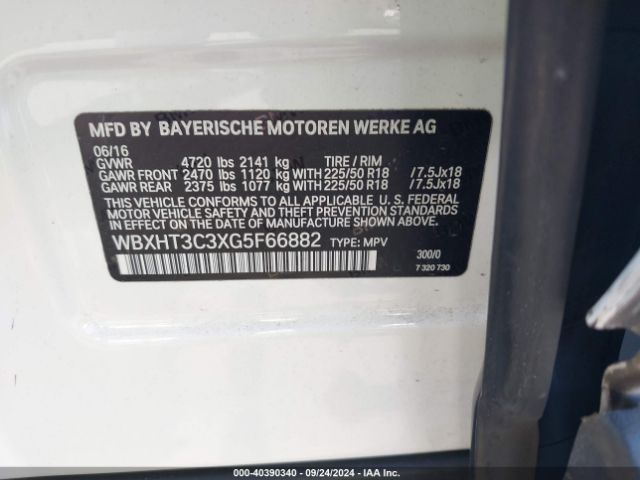 MFD BY BAYERISCHE MOTOREN WERKE AG
06/16
GVWR 4720 lbs 2141 kg TIRE / RIM
GAWR FRONT 2470 lbs 1120 kg WITH 225/50 R18 /7.5Jx18
GAWR REAR 2375 lbs 1077 kg WITH 225/50 R18 /7.5Jx18
THIS VEHICLE CONFORMS TO ALL APPLICABLE U. S. FEDERAL
MOTOR VEHICLE SAFETY AND THEFT PREVENTION STANDARDS
IN EFFECT ON THE DATE OF MANUFACTURE SHOWN ABOVE.
WBXHT3C3XG5F66882 TYPE: MPV
300/0
7 320 730
000-40390340 - 09/24/2024 - IAA Inc.